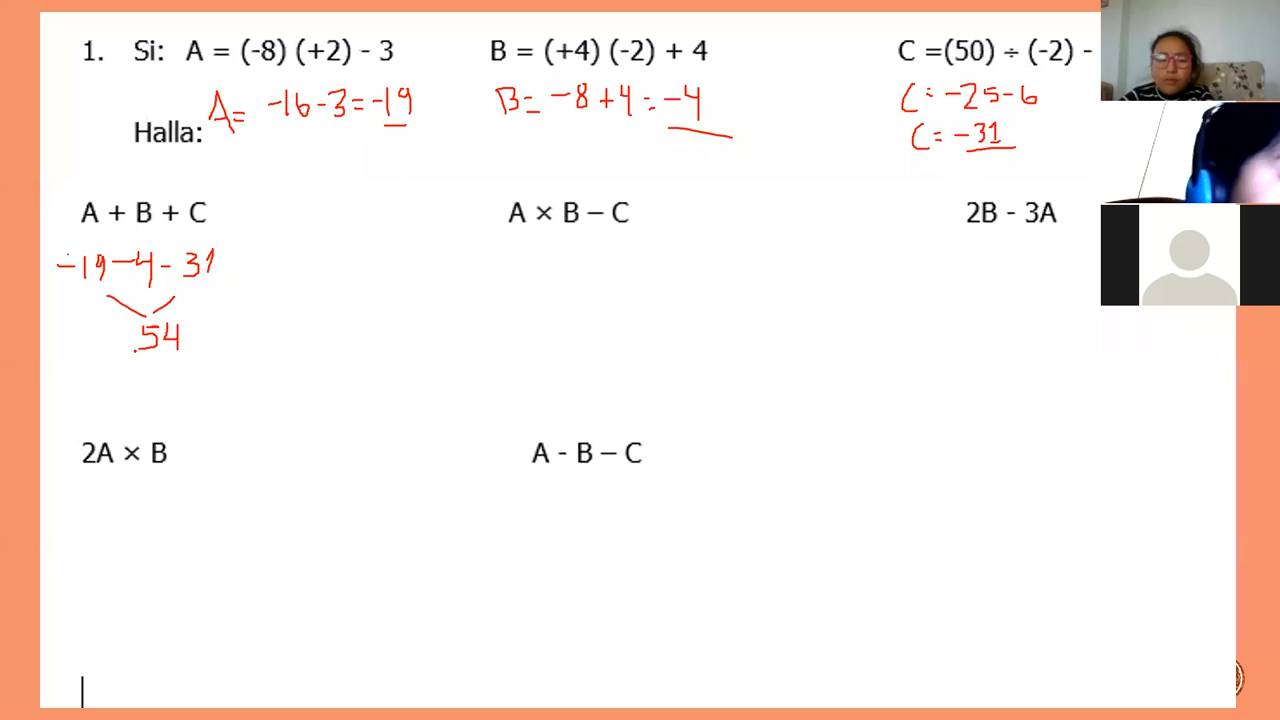 1. Si: A = (-8) (+2) - 3 B = (+4) (-2) + 4 C =(50) ÷ (-2) -
A= -16-3=-19 B= -8+4=-4 C= -25-6
Halla: C= -31
A + B + C A × B – C 2B - 3A
-19-4-31
54
2A × B A - B – C